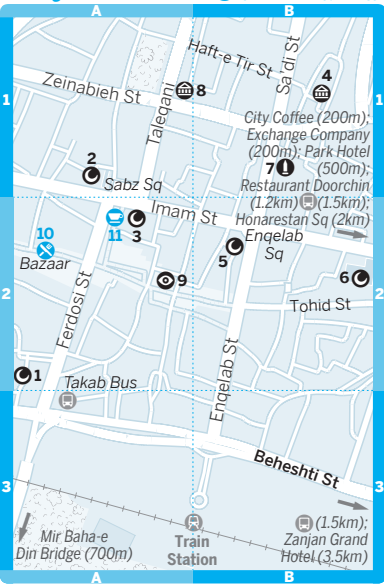 A
B
Haft-e Tir St
Sa'di St
4
1
Zeinabieh St
8
Taleqani
1
City Coffee (200m);
Exchange Company
(200m); Park Hotel
7 (500m);
Restaurant Doorchin
(1.2km) (1.5km);
Honarestan Sq (2km)
2
Sabz Sq
Imam St
3
11
10
Bazaar
Enqelab
Sq
5
6
2
9
2
Tohid St
Ferdosi St
Enqelab St
1
Takab Bus
Beheshti St
3
3
Mir Baha-e
Din Bridge (700m)
Train
Station
(1.5km);
Zanjan Grand
Hotel (3.5km)
A
B